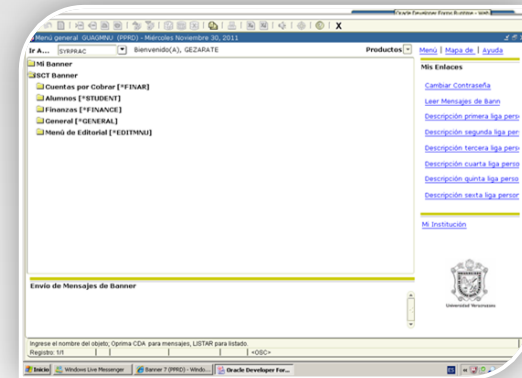 Oracle Developer Forms Runtime - Web
Menú general GUAGMNU (PPRD) - Miércoles Noviembre 30, 2011
Ir A... SYRPRAC Bienvenido(A), GEZARATE Productos Menú | Mapa de | Ayuda
Mi Banner
SCT Banner
Cuentas por Cobrar [*FINAR]
Alumnos [*STUDENT]
Finanzas [*FINANCE]
General [*GENERAL]
Menú de Editorial [*EDITMNU]
Mis Enlaces
Cambiar Contraseña
Leer Mensajes de Bann
Descripción primera liga pers
Descripción segunda liga per
Descripción tercera liga pers
Descripción cuarta liga perso
Descripción quinta liga perso
Descripción sexta liga person
Mi Institución
Universidad Veracruzana
Envío de Mensajes de Banner
Ingrese el nombre del objeto; Oprima CDA para mensajes, LISTAR para listado.
Registro: 1/1 <OSC>
Inicio Windows Live Messenger Banner 7 (PPRD) - Windo... Oracle Developer For... ES